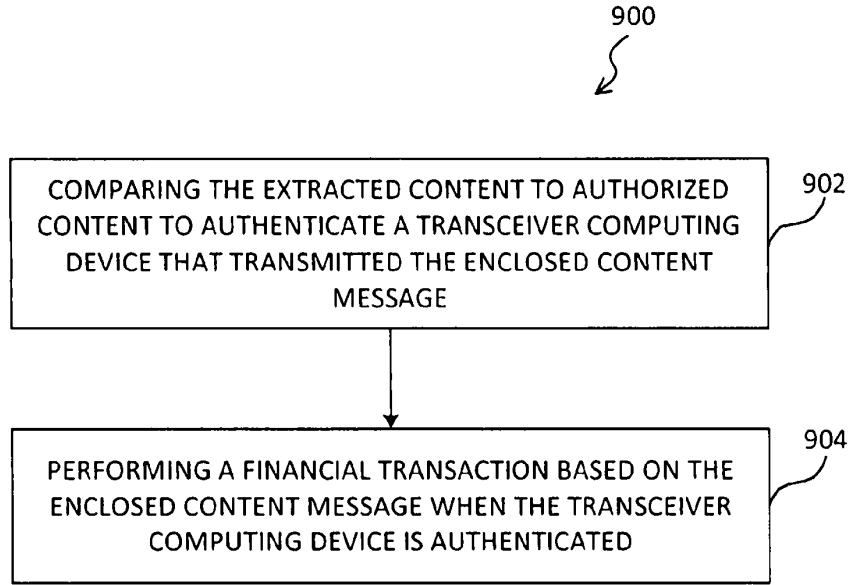 900
COMPARING THE EXTRACTED CONTENT TO AUTHORIZED
CONTENT TO AUTHENTICATE A TRANSCEIVER COMPUTING
DEVICE THAT TRANSMITTED THE ENCLOSED CONTENT
MESSAGE
902
PERFORMING A FINANCIAL TRANSACTION BASED ON THE
ENCLOSED CONTENT MESSAGE WHEN THE TRANSCEIVER
COMPUTING DEVICE IS AUTHENTICATED
904